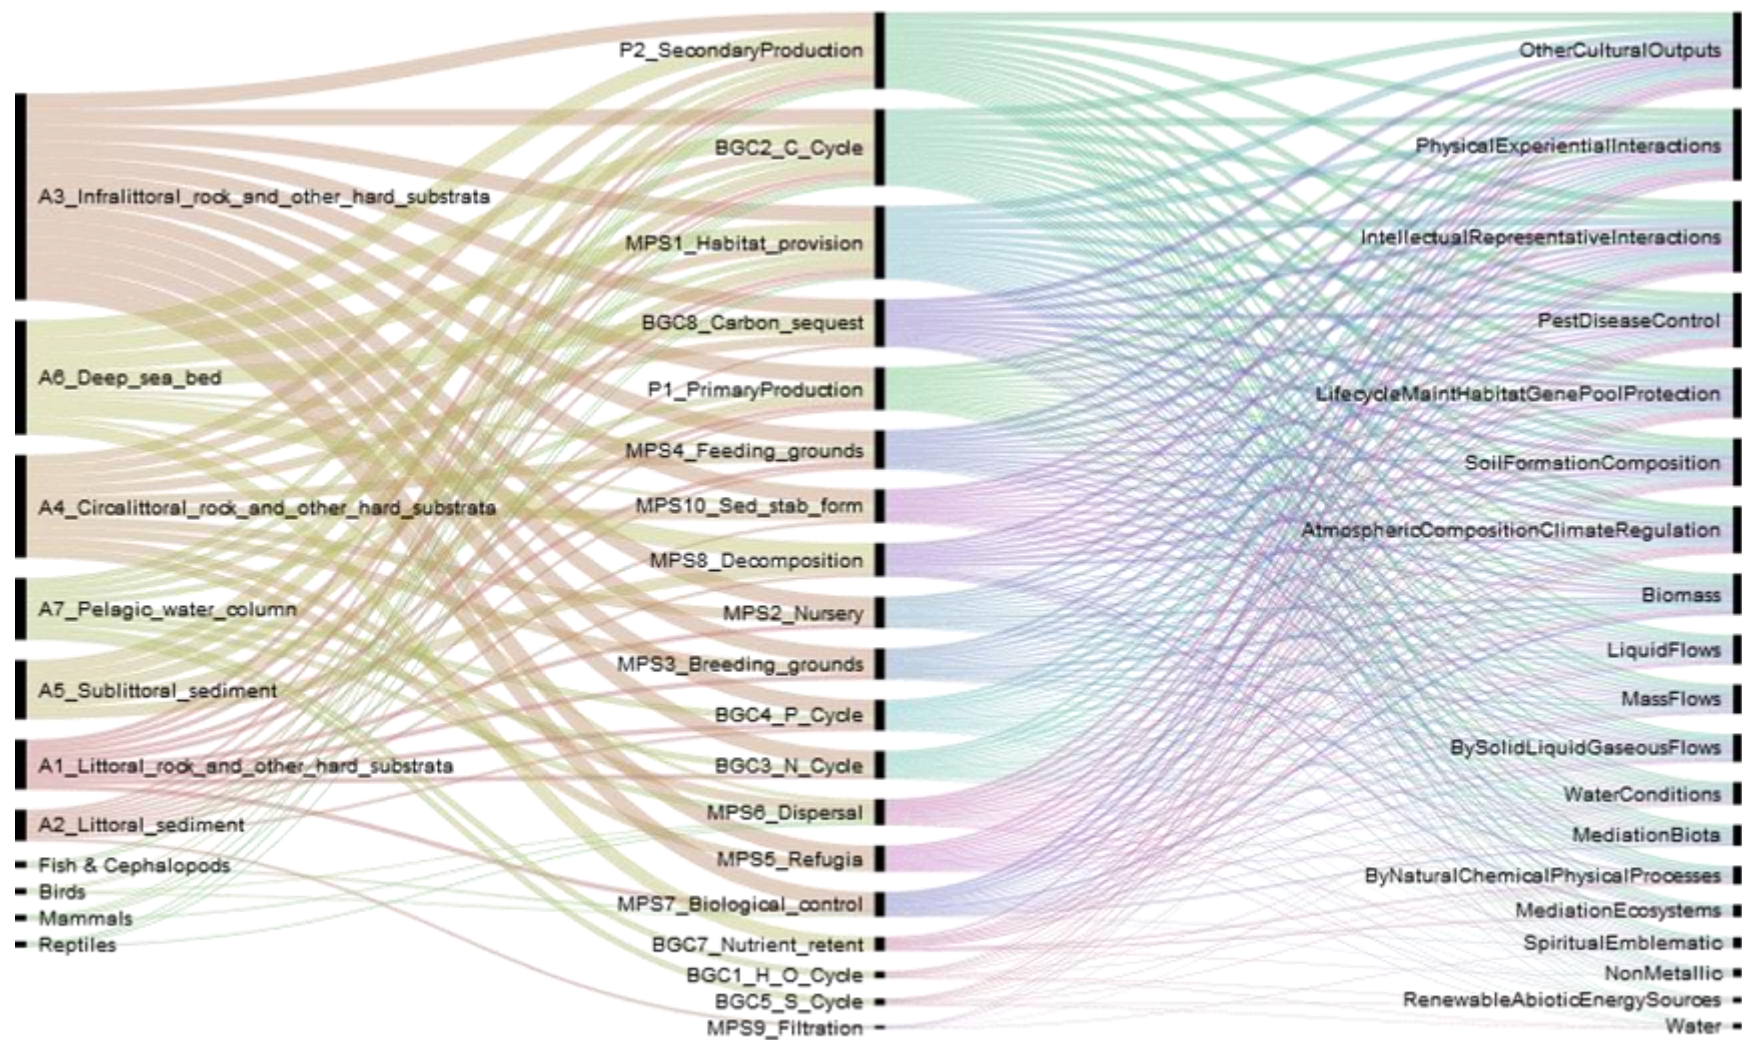 A3_Infralittoral_rock_and_other_hard_substrata
A6_Deep_sea_bed
A4_Circalittoral_rock_and_other_hard_substrata
A7_Pelagic_water_column
A5_Sublittoral_sediment
A1_Littoral_rock_and_other_hard_substrata
A2_Littoral_sediment
Fish & Cephalopods
Birds
Mammals
Reptiles
P2_SecondaryProduction
BGC2_C_Cycle
MPS1_Habitat_provision
BGC8_Carbon_sequest
P1_PrimaryProduction
MPS4_Feeding_grounds
MPS10_Sed_stab_form
MPS8_Decomposition
MPS2_Nursery
MPS3_Breeding_grounds
BGC4_P_Cycle
BGC3_N_Cycle
MPS6_Dispersal
MPS5_Refugia
MPS7_Biological_control
BGC7_Nutrient_retent
BGC1_H_O_Cycle
BGC5_S_Cycle
MPS9_Filtration
OtherCulturalOutputs
PhysicalExperientialInteractions
IntellectualRepresentativeInteractions
PestDiseaseControl
LifecycleMaintHabitatGenePoolProtection
SoilFormationComposition
AtmosphericCompositionClimateRegulation
Biomass
LiquidFlows
MassFlows
BySolidLiquidGaseousFlows
WaterConditions
MediationBiota
ByNaturalChemicalPhysicalProcesses
MediationEcosystems
SpiritualEmblematic
NonMetallic
RenewableAbioticEnergySources
Water